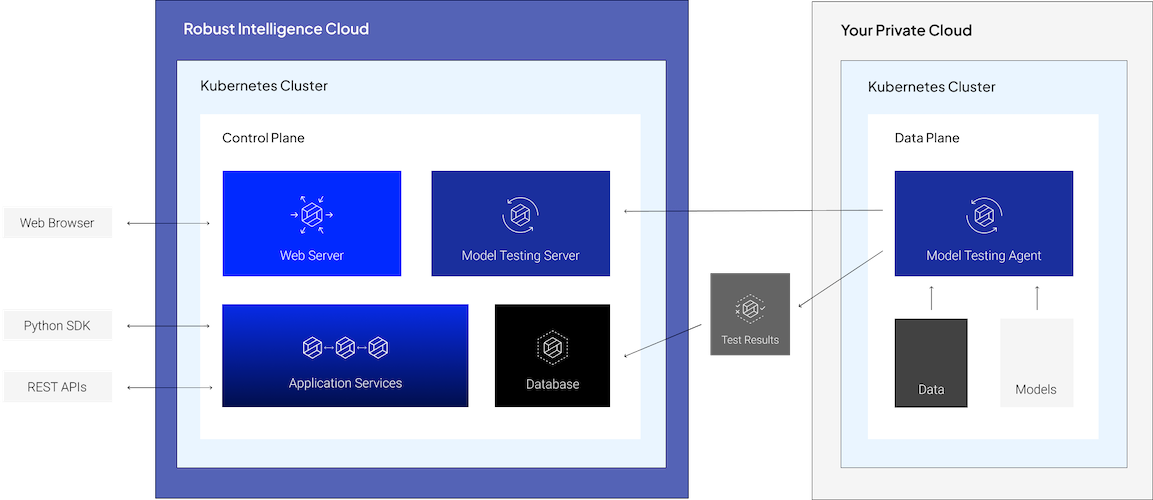 Robust Intelligence Cloud
Kubernetes Cluster
Control Plane
Web Browser
Web Server
Model Testing Server
Python SDK
REST APIs
Application Services
Database
Test Results
Your Private Cloud
Kubernetes Cluster
Data Plane
Model Testing Agent
Data
Models